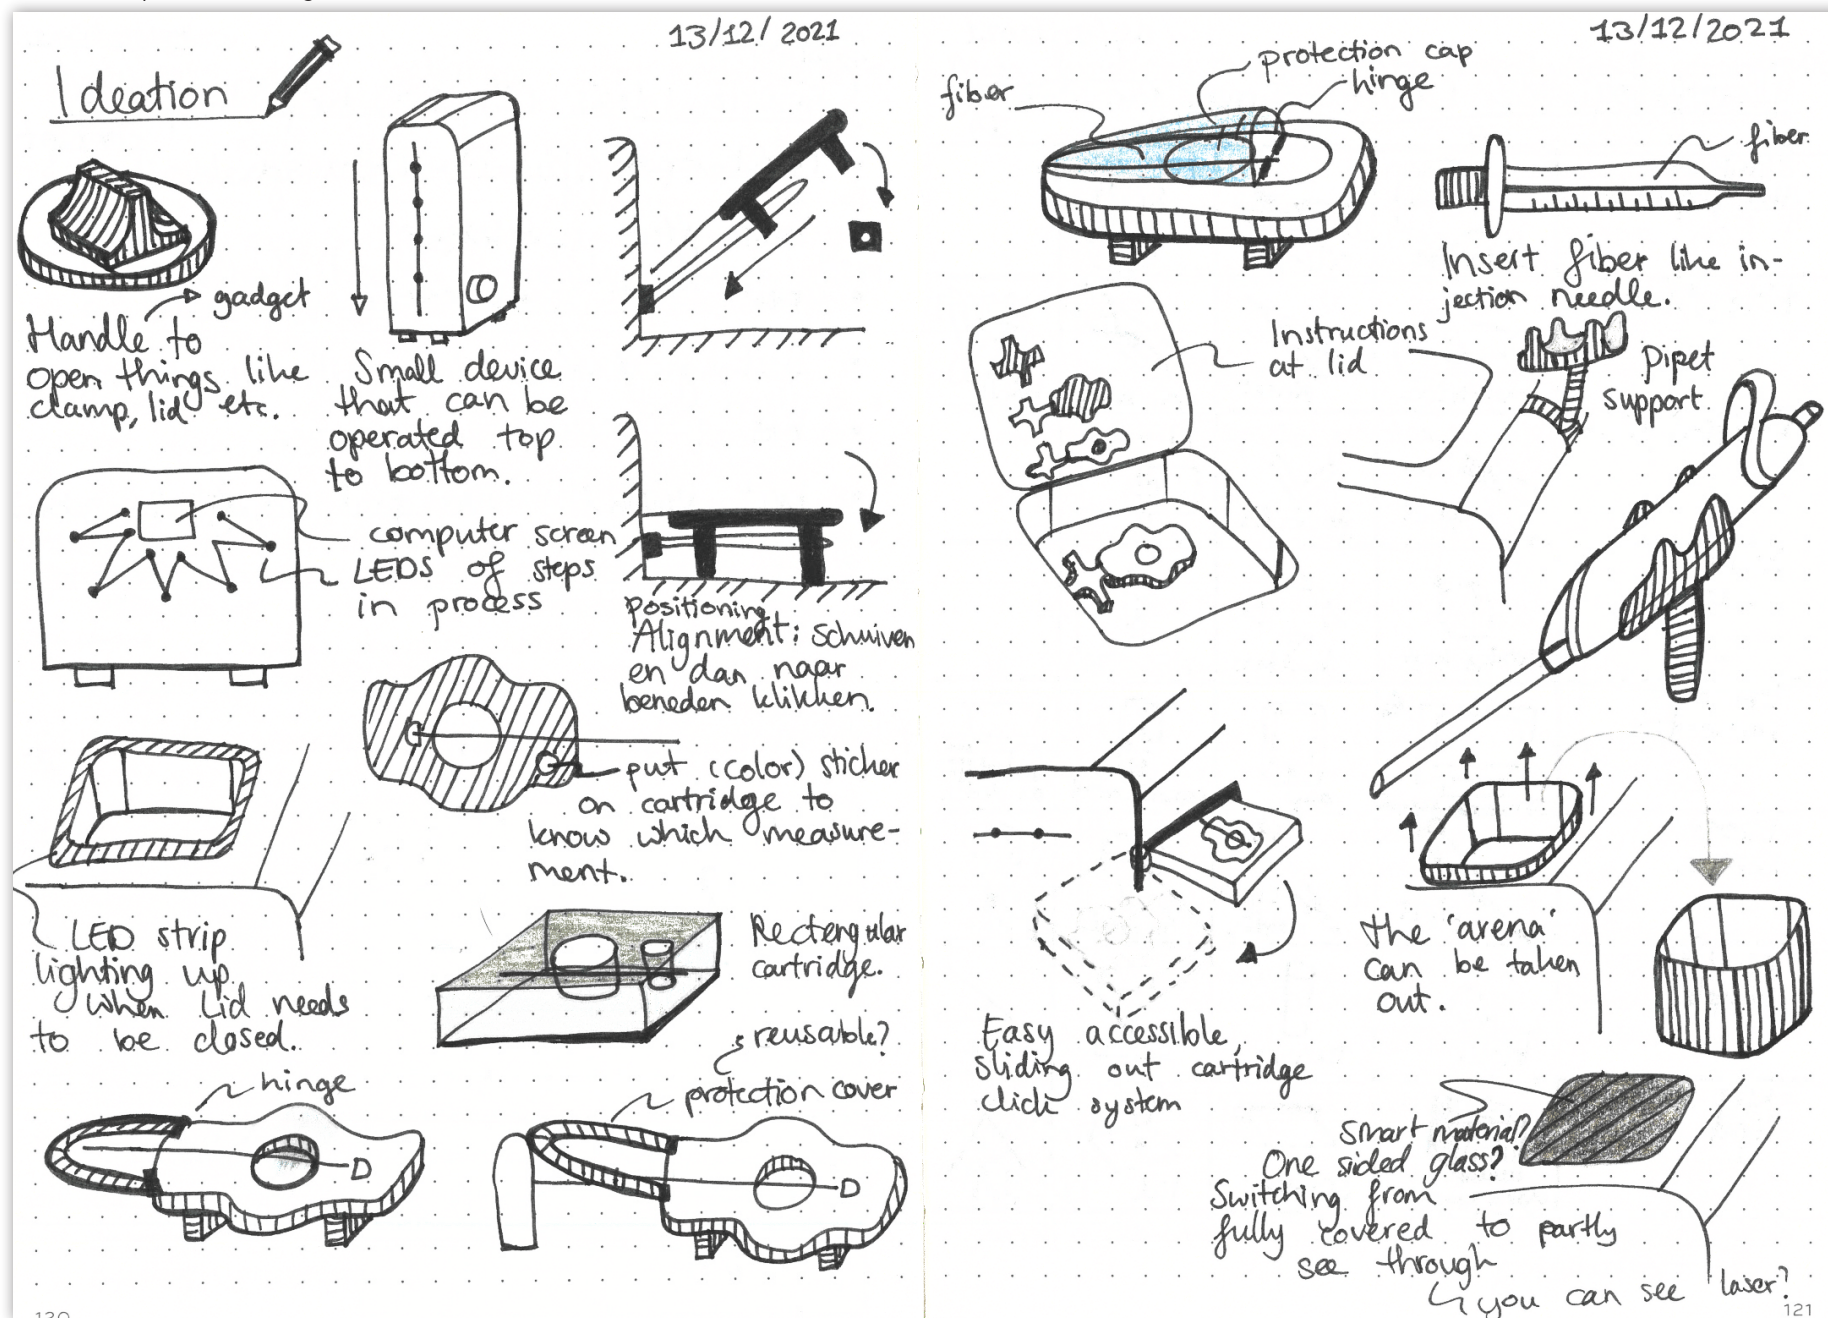 13/12/2021
Ideation
gadget
Handle to
open things like
clamp, lid etc.
Small device
that can be
operated top
to bottom.
computer screen
LEDS of steps
in process
positioning
Alignment: schuiven
en dan naar
beneden klikken.
put (color) sticker
on cartridge to
know which measure-
ment.
LED strip
lighting up
when lid needs
to be closed.
Rectengular
cartridge.
reusable?
protection cover
hinge
D
D
120
13/12/2021
protection cap
hinge
fiber
fiber
Insert fiber like in-
jection needle.
Instructions
at lid
pipet
support
Easy accessible,
sliding out cartridge
click system
the 'arena'
can be taken
out.
smart material?
One sided glass?
Switching from
fully covered to partly
see through
you can see laser?
121